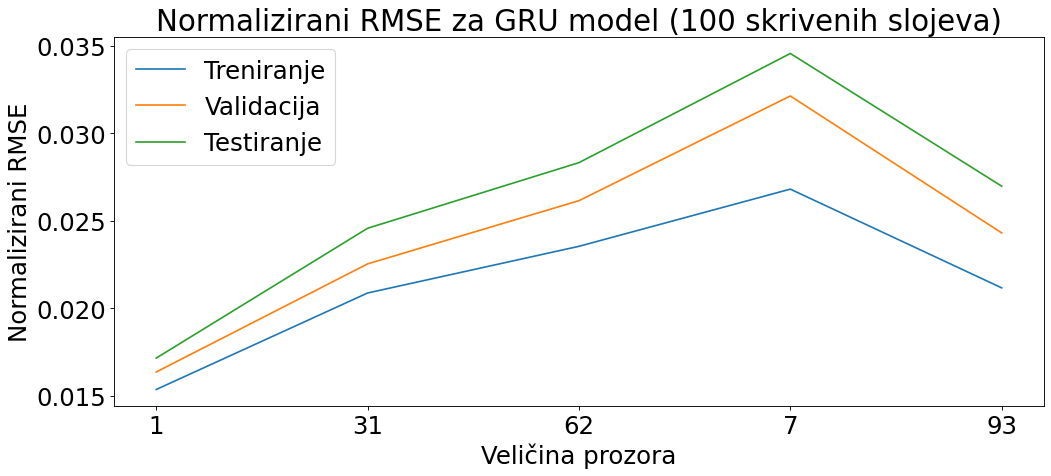 Normalizirani RMSE za GRU model (100 skrivenih slojeva)
Treniranje
Validacija
Testiranje
Normalizirani RMSE
0.035
0.030
0.025
0.020
0.015
1 31 62 7 93
Veličina prozora